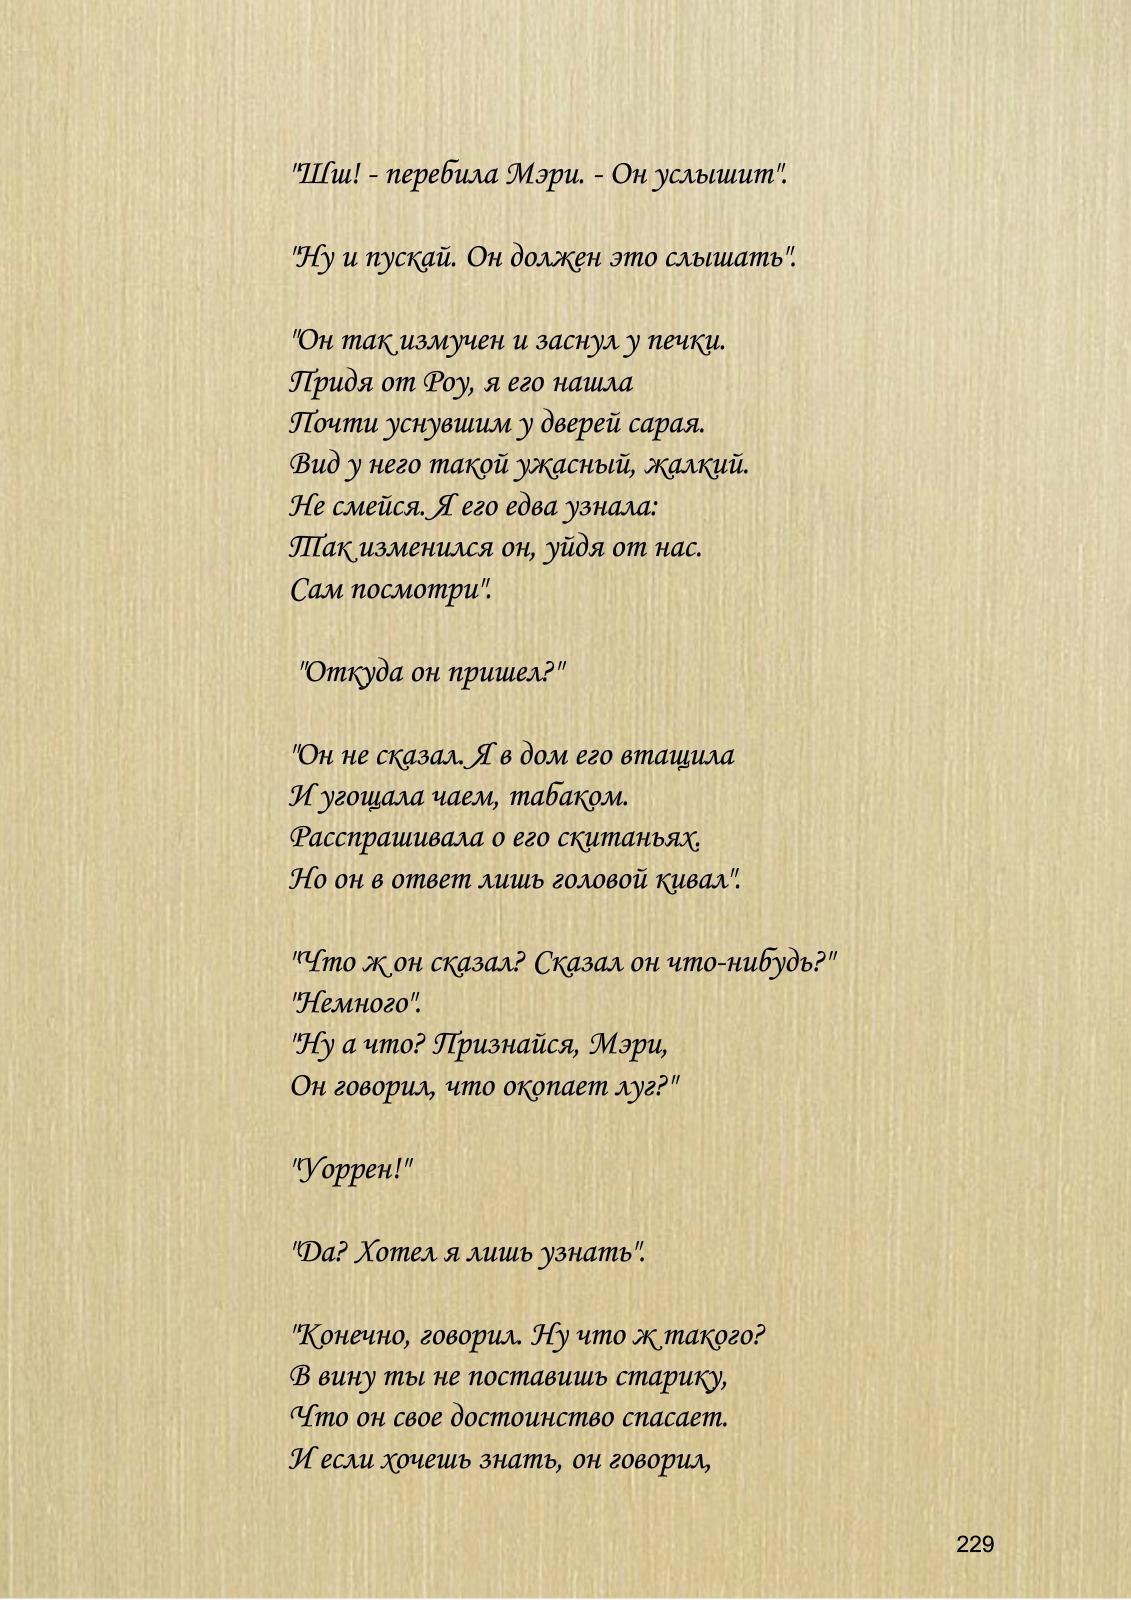 "Шш! - перебила Мэри. - Он услышит".
"Ну и пускай. Он должен это слышать".
"Он так измучен и заснул у печки.
Придя от Роу, я его нашла
Почти уснувшим у дверей сарая.
Вид у него такой ужасный, жалкий.
Не смейся. Я его едва узнала:
Так изменился он, уйдя от нас.
Сам посмотри".
"Откуда он пришел?"
"Он не сказал. Я в дом его втащила
И угощала чаем, табаком.
Расспрашивала о его скитаньях.
Но он в ответ лишь головой кивал".
"Что ж он сказал? Сказал он что-нибудь?"
"Немного".
"Ну а что? Признайся, Мэри,
Он говорил, что окопает луг?"
"Уоррен!"
"Да? Хотел я лишь узнать".
"Конечно, говорил. Ну что ж такого?
В вину ты не поставишь старику,
Что он свое достоинство спасает.
И если хочешь знать, он говорил,
229